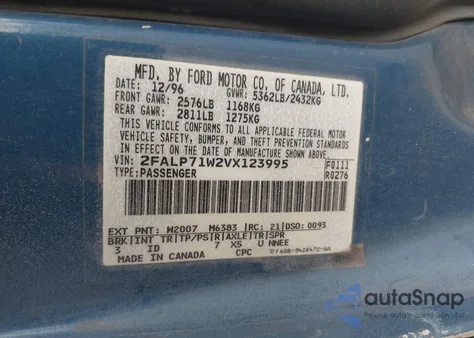 MFD. BY FORD MOTOR CO. OF CANADA, LTD.
DATE: 12/96 GVWR: 5362LB/2432KG
FRONT GAWR: 2576LB 1168KG
REAR GAWR: 2811LB 1275KG
THIS VEHICLE CONFORMS TO ALL APPLICABLE FEDERAL MOTOR
VEHICLE SAFETY, BUMPER, AND THEFT PREVENTION STANDARDS
IN EFFECT ON THE DATE OF MANUFACTURE SHOWN ABOVE.
VIN: 2FALP71W2VX123995 F0111
TYPE: PASSENGER R0276
EXT PNT: W2007 M6383 |RC: 21|DSO: 0093
BRK|INT TR|TP/PS|R|AXLE|TR|SPR
3 ID 7 X5 U NNEE
MADE IN CANADA CPC
autaSnap